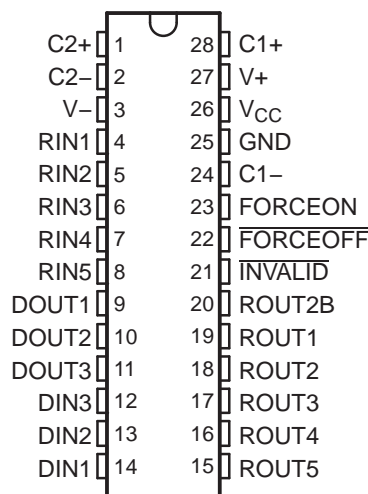 C2+ 1 28 C1+
C2− 2 27 V+
V− 3 26 VCC
RIN1 4 25 GND
RIN2 5 24 C1−
RIN3 6 23 FORCEON
RIN4 7 22 FORCEOFF
RIN5 8 21 INVALID
DOUT1 9 20 ROUT2B
DOUT2 10 19 ROUT1
DOUT3 11 18 ROUT2
DIN3 12 17 ROUT3
DIN2 13 16 ROUT4
DIN1 14 15 ROUT5